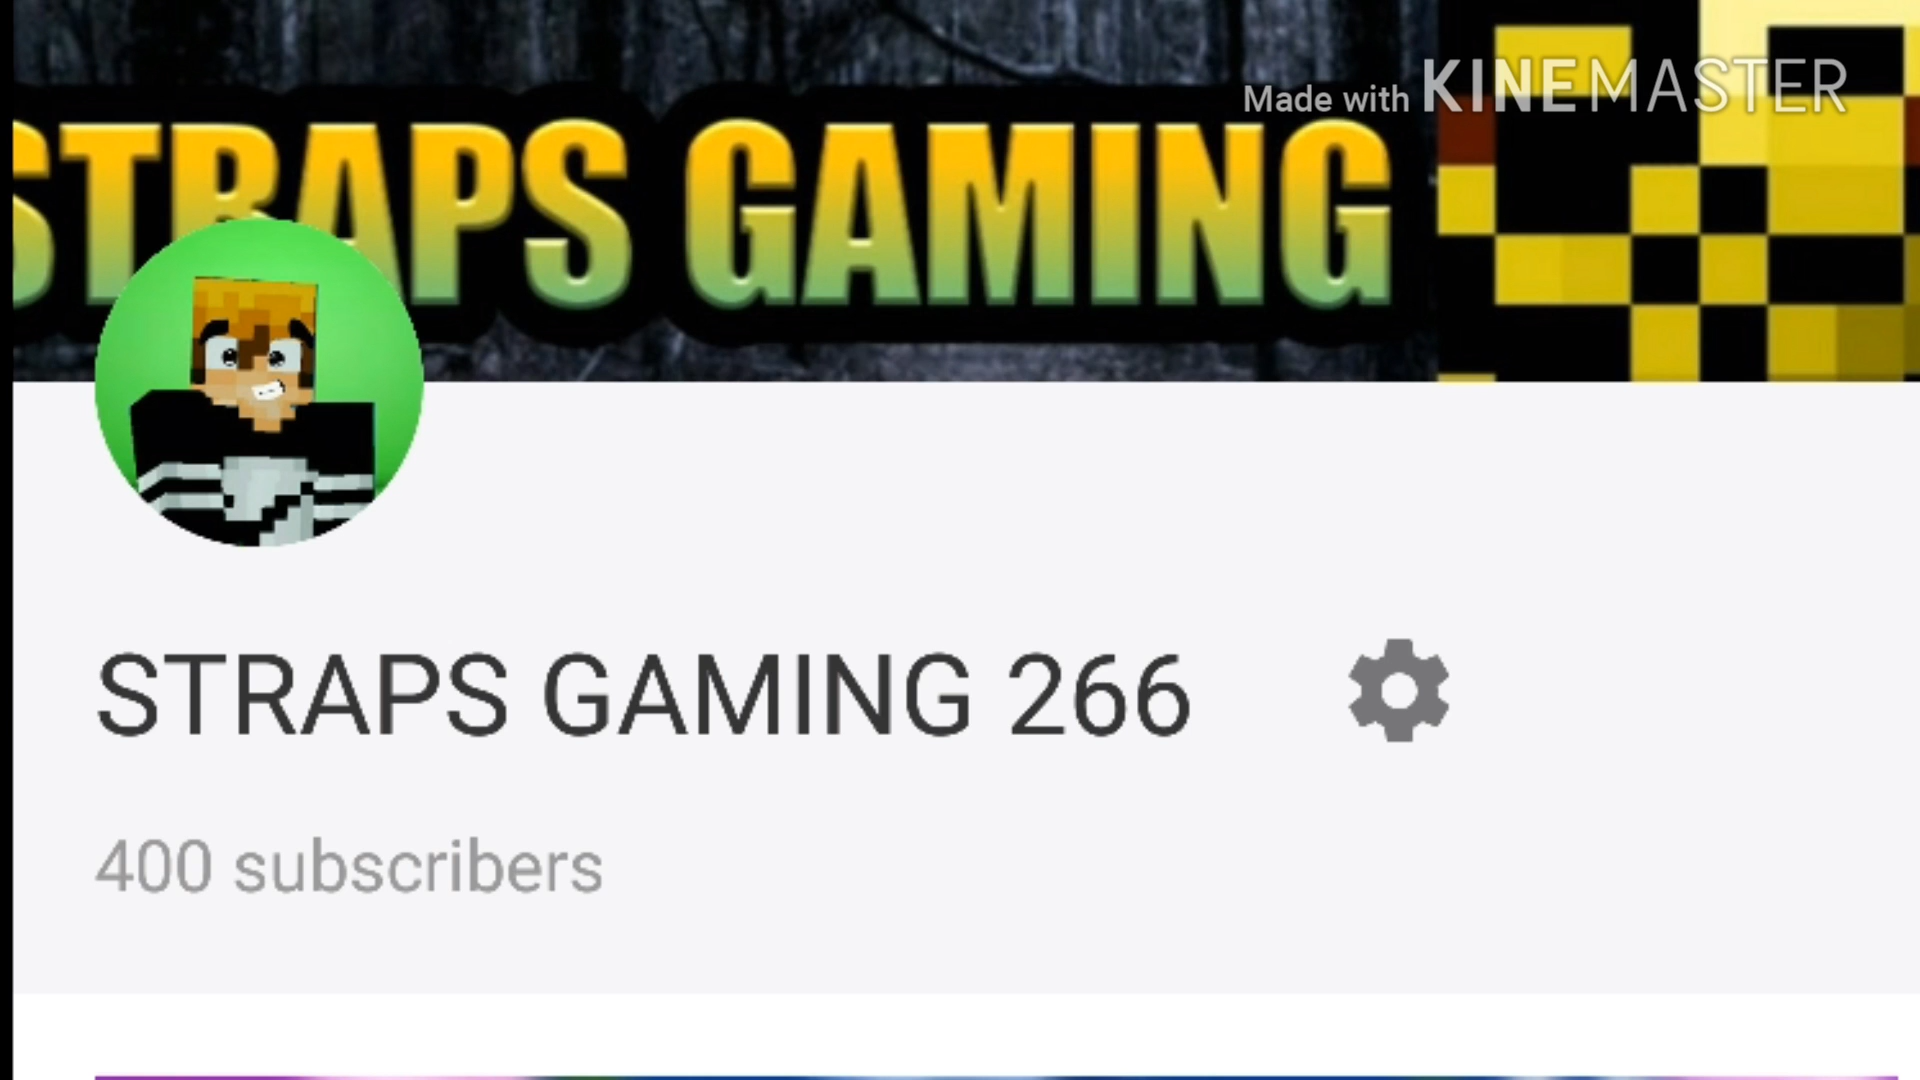 Made with KINEMASTER
STRAPS GAMING
STRAPS GAMING 266
400 subscribers